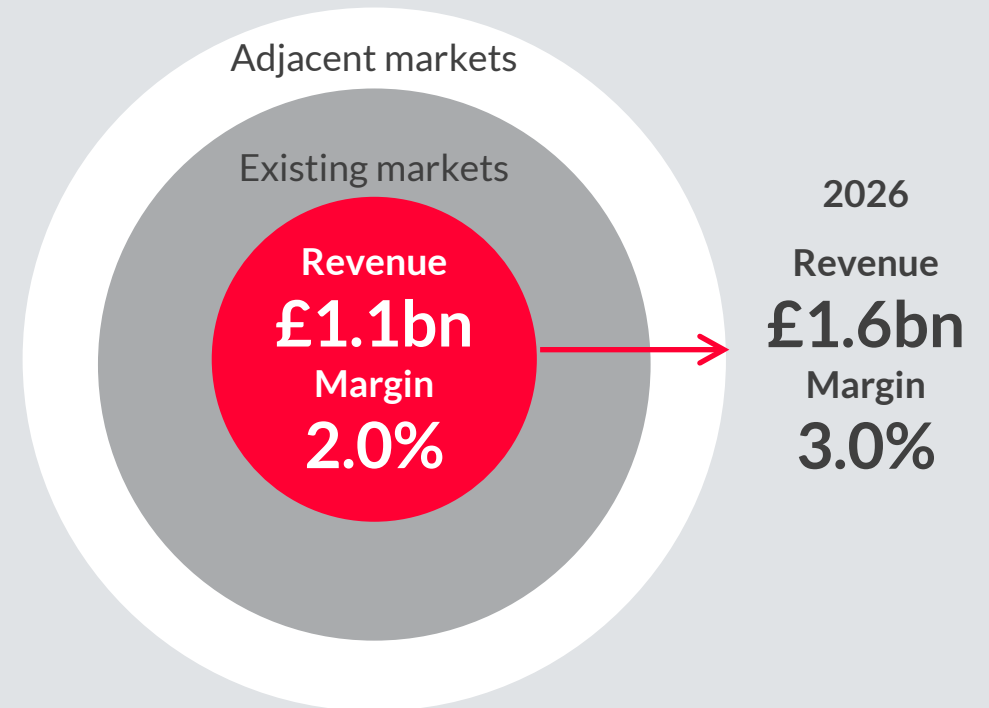 Adjacent markets
Existing markets
Revenue
£1.1bn
Margin
2.0%
2026
Revenue
£1.6bn
Margin
3.0%